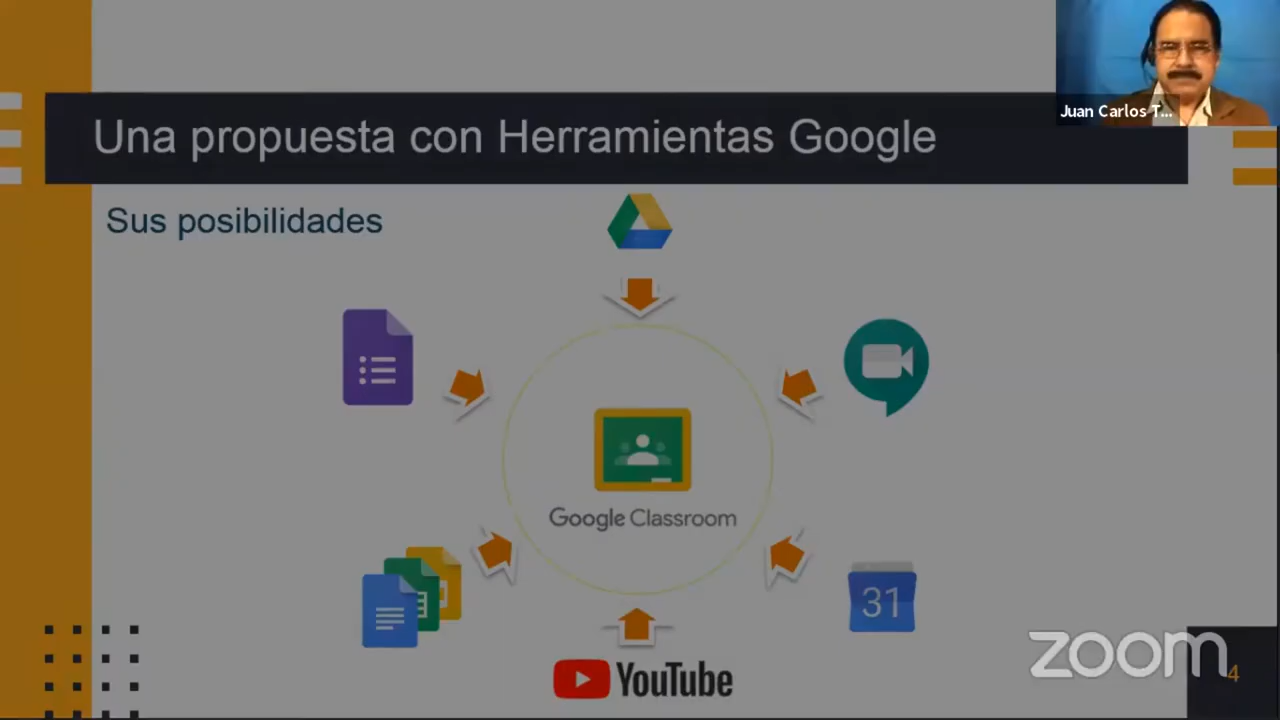 Juan Carlos T...
Una propuesta con Herramientas Google
Sus posibilidades
Google Classroom
31
YouTube
zoom
4